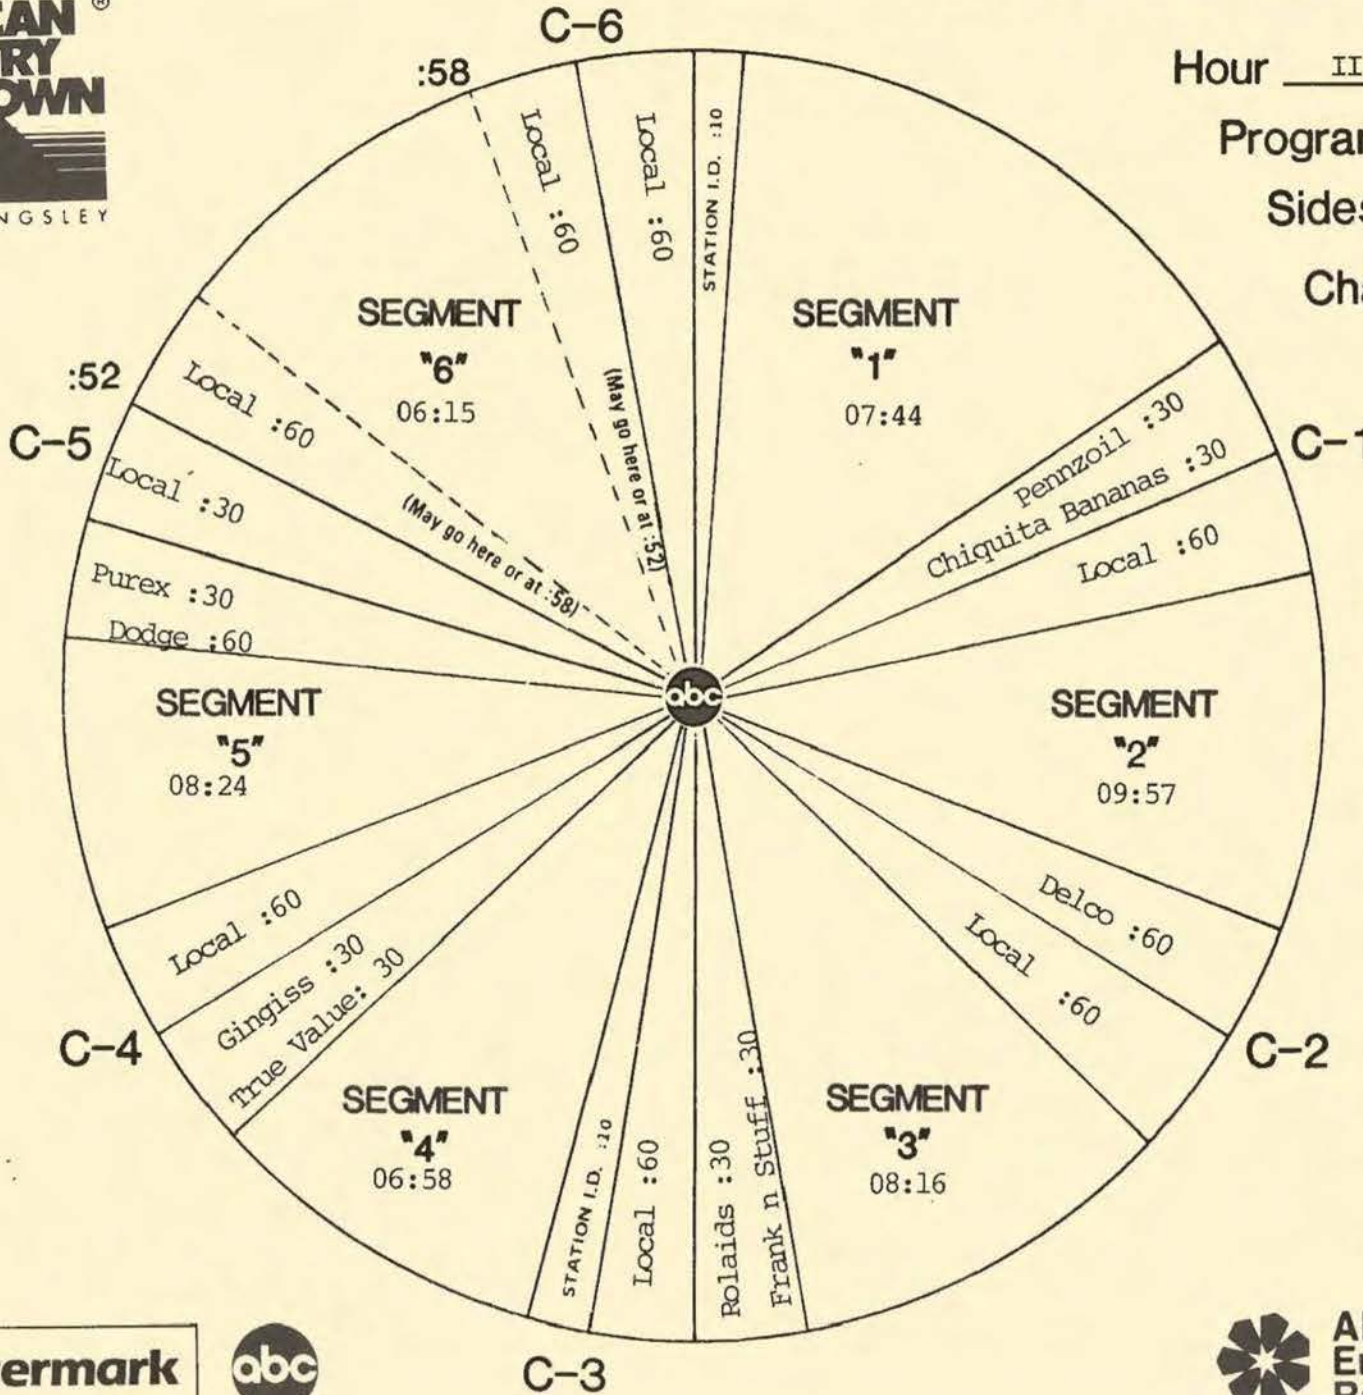 ®
RY
OWN
NGSLEY
Hour II
Sides
C-6
:58
Local :60
Local :60
STATION I.D. :10
(May go here or at :52)
SEGMENT
"1"
07:44
C-1
Pennzoil :30
Chiquita Bananas :30
Local :60
SEGMENT
"2"
09:57
C-2
Delco :60
Local :60
SEGMENT
"3"
08:16
Frank n Stuff :30
Rolaids :30
Local :60
STATION I.D. :10
C-3
SEGMENT
"4"
06:58
C-4
True Value: 30
Gingiss :30
Local :60
SEGMENT
"5"
08:24
Dodge :60
Purex :30
Local :30
C-5
:52
Local :60
(May go here or at :58)
SEGMENT
"6"
06:15
abc
ermark
abc